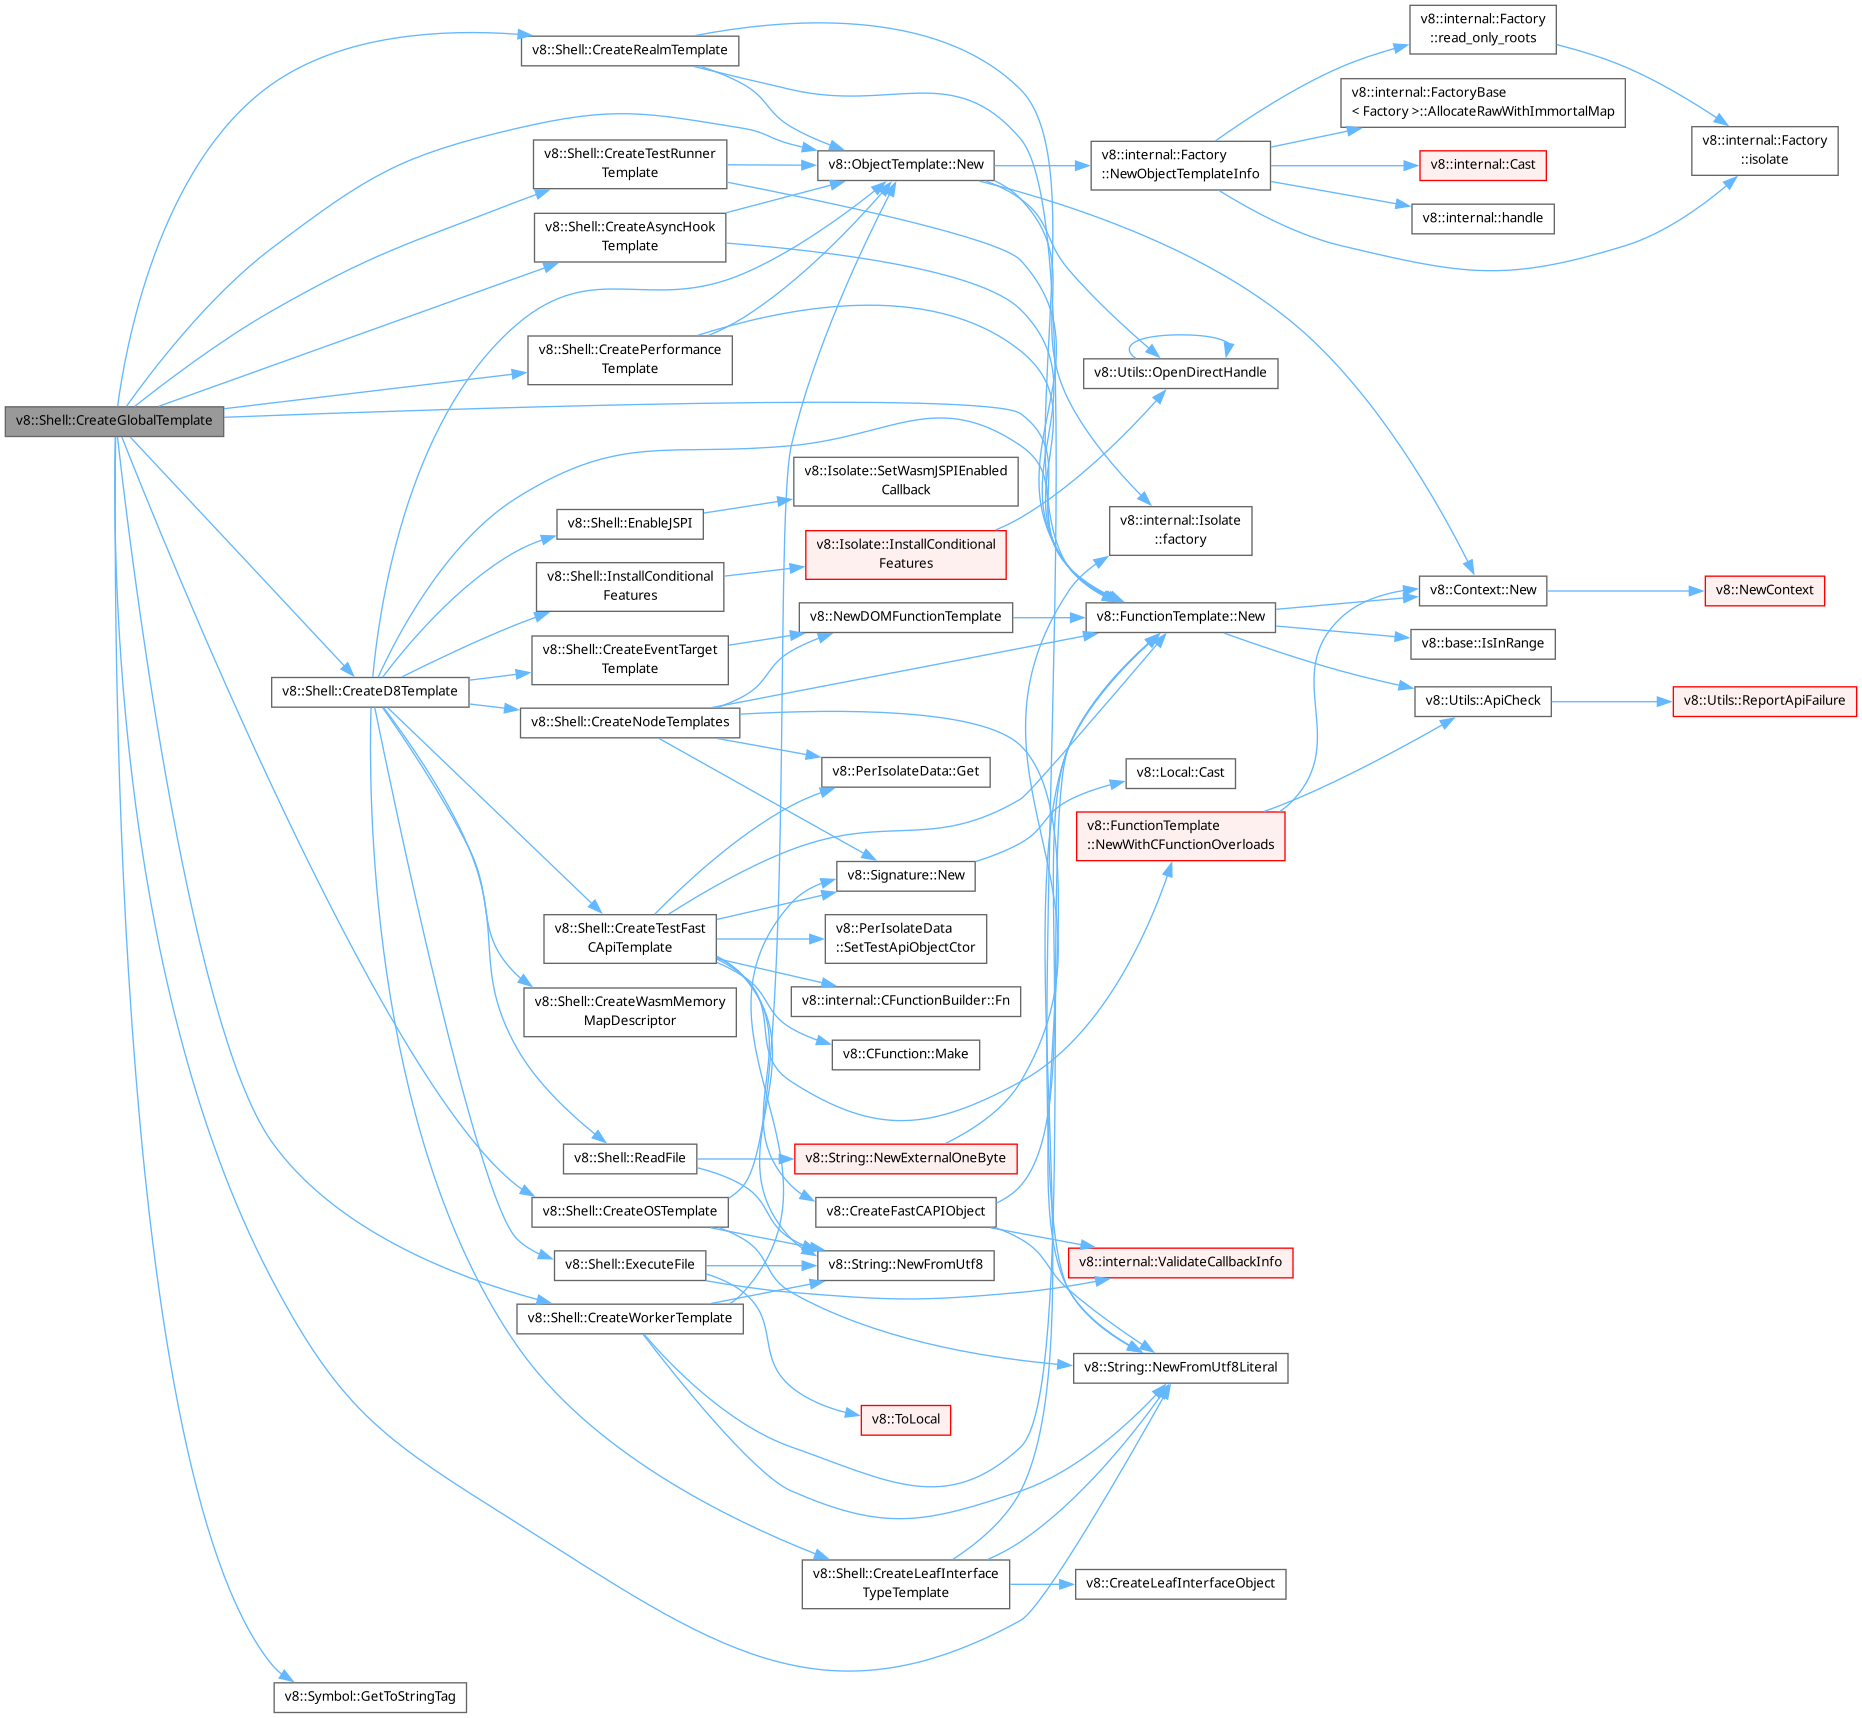 v8::Shell::CreateGlobalTemplate
v8::Shell::CreateRealmTemplate
v8::Shell::CreateTestRunner
Template
v8::Shell::CreateAsyncHook
Template
v8::Shell::CreatePerformance
Template
v8::Shell::CreateD8Template
v8::Shell::EnableJSPI
v8::Shell::InstallConditional
Features
v8::Shell::CreateEventTarget
Template
v8::Shell::CreateNodeTemplates
v8::Shell::CreateTestFast
CApiTemplate
v8::Shell::CreateWasmMemory
MapDescriptor
v8::Shell::ReadFile
v8::Shell::CreateOSTemplate
v8::Shell::ExecuteFile
v8::Shell::CreateWorkerTemplate
v8::Symbol::GetToStringTag
v8::ObjectTemplate::New
v8::Isolate::SetWasmJSPIEnabled
Callback
v8::Isolate::InstallConditional
Features
v8::NewDOMFunctionTemplate
v8::PerIsolateData::Get
v8::Signature::New
v8::PerIsolateData
::SetTestApiObjectCtor
v8::internal::CFunctionBuilder::Fn
v8::CFunction::Make
v8::String::NewExternalOneByte
v8::CreateFastCAPIObject
v8::String::NewFromUtf8
v8::ToLocal
v8::Shell::CreateLeafInterface
TypeTemplate
v8::internal::Factory
::NewObjectTemplateInfo
v8::Utils::OpenDirectHandle
v8::internal::Isolate
::factory
v8::FunctionTemplate::New
v8::Local::Cast
v8::FunctionTemplate
::NewWithCFunctionOverloads
v8::internal::ValidateCallbackInfo
v8::String::NewFromUtf8Literal
v8::CreateLeafInterfaceObject
v8::internal::Factory
::read_only_roots
v8::internal::FactoryBase
< Factory >::AllocateRawWithImmortalMap
v8::internal::Cast
v8::internal::handle
v8::Context::New
v8::base::IsInRange
v8::Utils::ApiCheck
v8::internal::Factory
::isolate
v8::NewContext
v8::Utils::ReportApiFailure